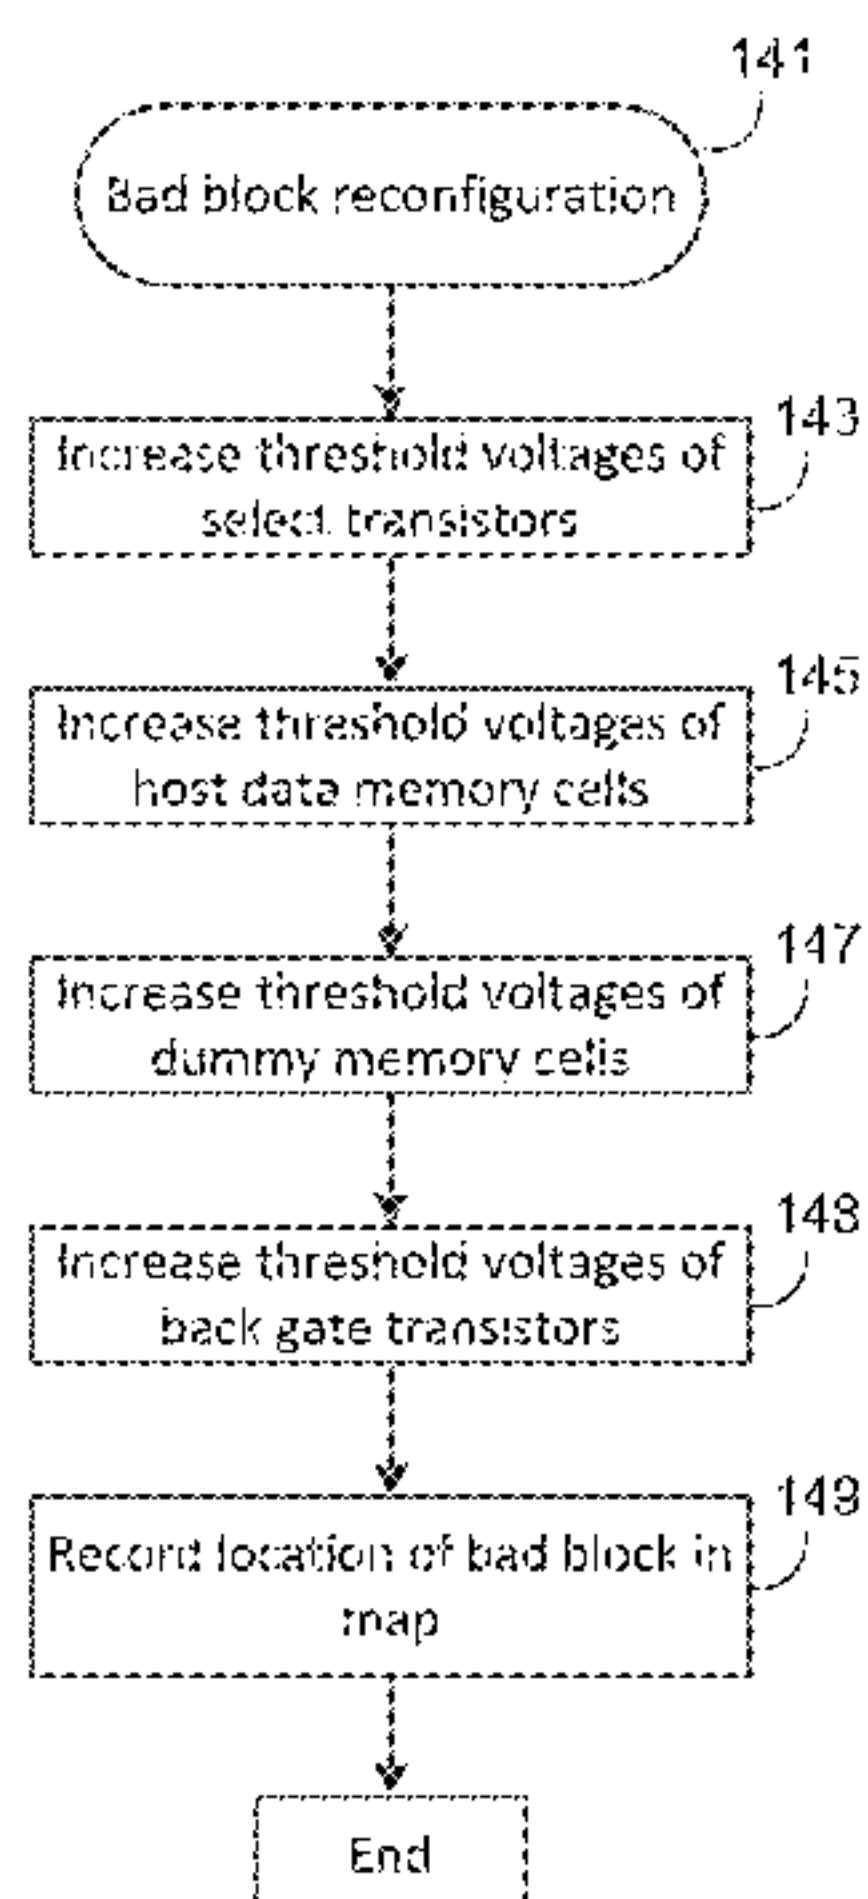 141
Bad block reconfiguration
143
Increase threshold voltages of
select transistors
145
Increase threshold voltages of
host data memory cells
147
Increase threshold voltages of
dummy memory cells
148
Increase threshold voltages of
back gate transistors
149
Record location of bad block in
map
End